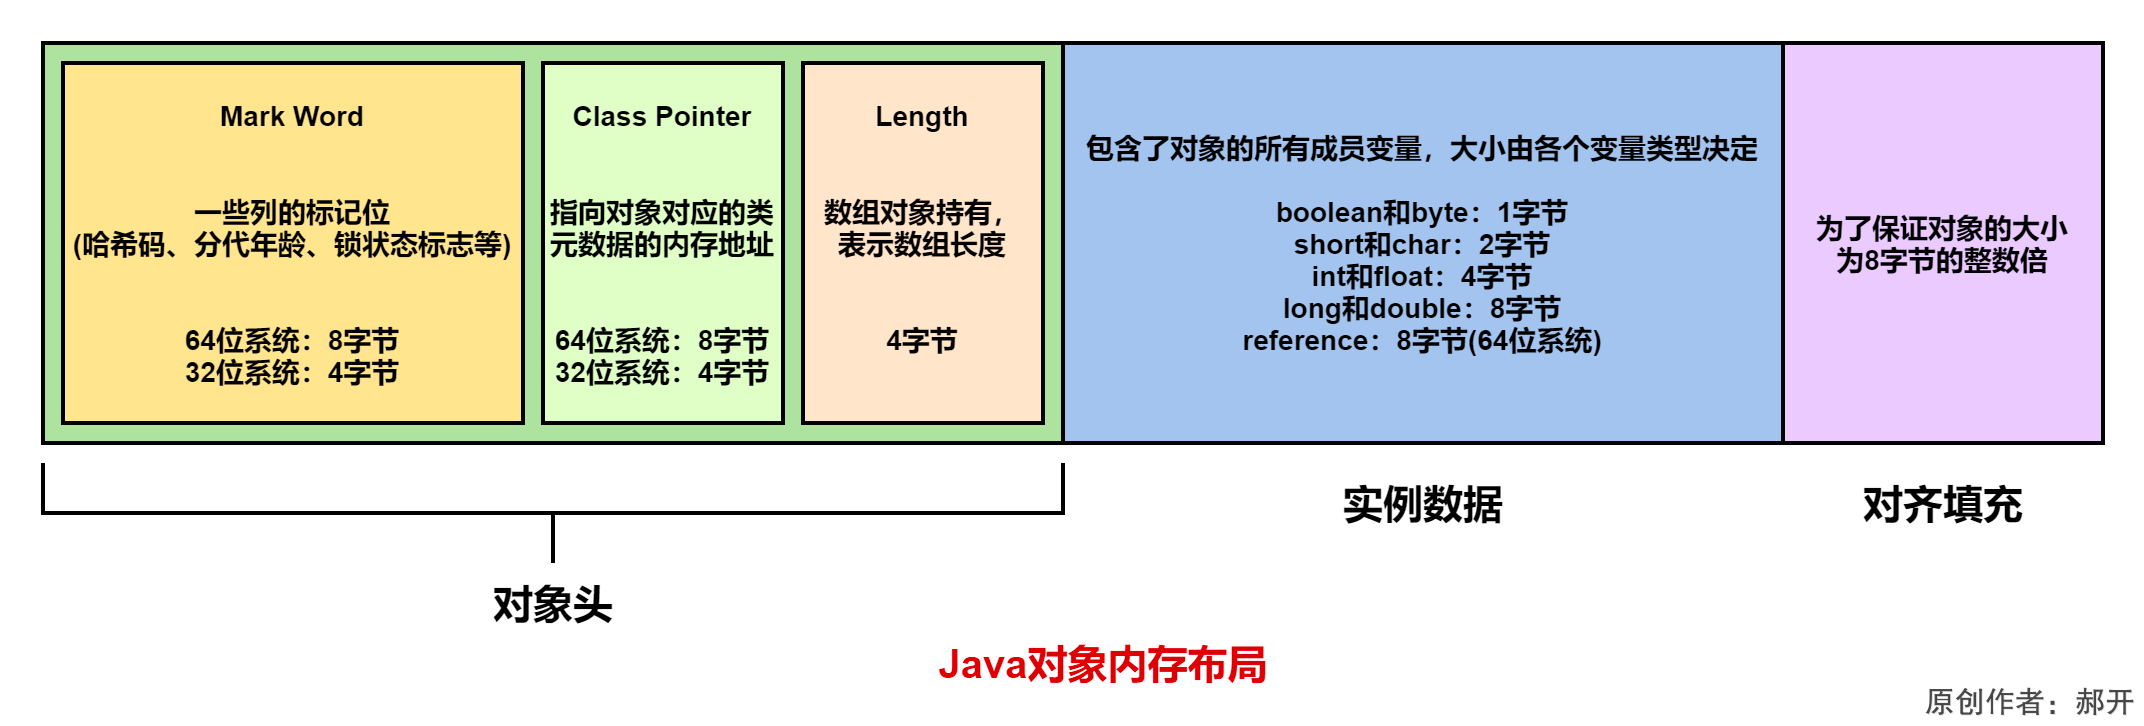 Mark Word
一些列的标记位
(哈希码、分代年龄、锁状态标志等)
64位系统：8字节
32位系统：4字节
Class Pointer
指向对象对应的类
元数据的内存地址
64位系统：8字节
32位系统：4字节
Length
数组对象持有，
表示数组长度
4字节
包含了对象的所有成员变量，大小由各个变量类型决定
boolean和byte：1字节
short和char：2字节
int和float：4字节
long和double：8字节
reference：8字节(64位系统)
为了保证对象的大小
为8字节的整数倍
对象头
实例数据
对齐填充
Java对象内存布局
原创作者：郝开